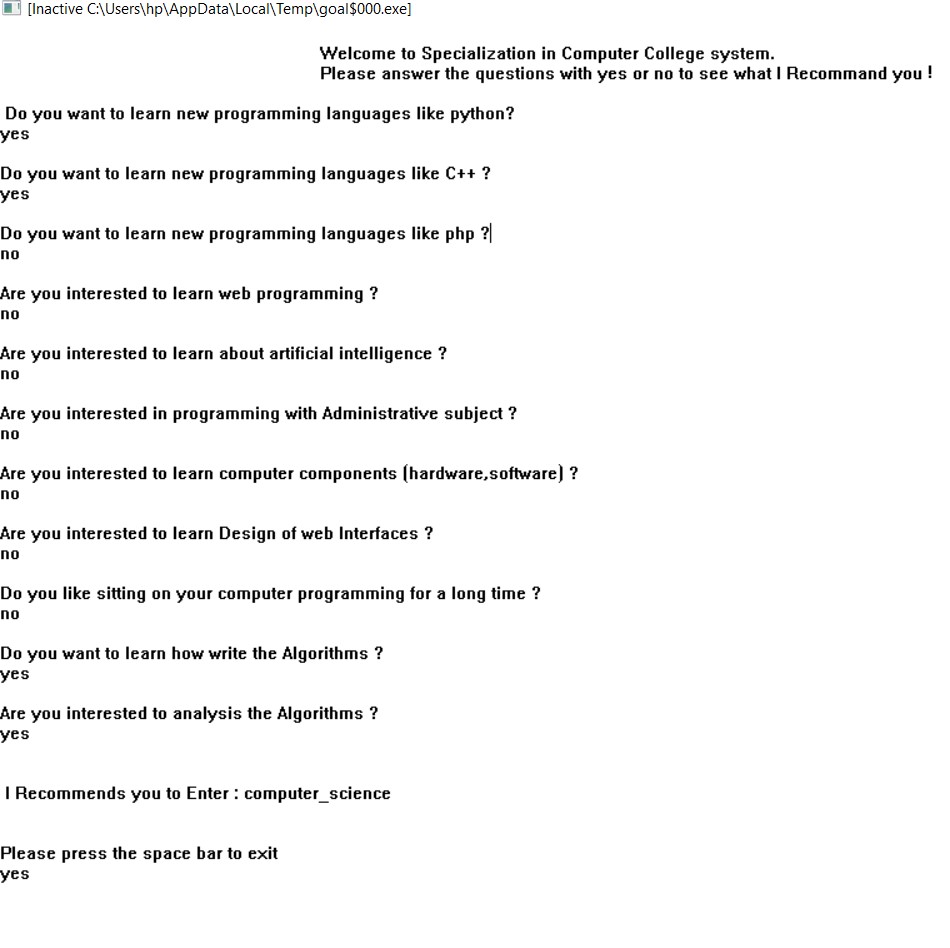 [Inactive C:\Users\hp\AppData\Local\Temp\goal$000.exe]
Welcome to Specialization in Computer College system.
Please answer the questions with yes or no to see what I Recommand you !
Do you want to learn new programming languages like python?
yes
Do you want to learn new programming languages like C++ ?
yes
Do you want to learn new programming languages like php ?
no
Are you interested to learn web programming ?
no
Are you interested to learn about artificial intelligence ?
no
Are you interested in programming with Administrative subject ?
no
Are you interested to learn computer components (hardware,software) ?
no
Are you interested to learn Design of web Interfaces ?
no
Do you like sitting on your computer programming for a long time ?
no
Do you want to learn how write the Algorithms ?
yes
Are you interested to analysis the Algorithms ?
yes
I Recommends you to Enter : computer_science
Please press the space bar to exit
yes